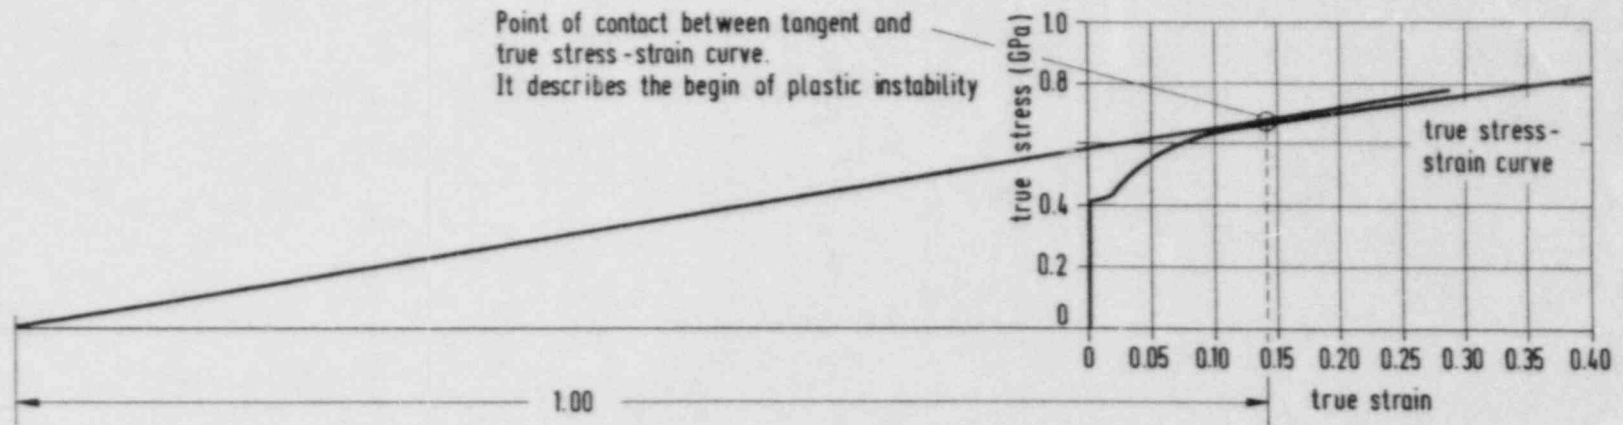 Point of contact between tangent and
true stress-strain curve.
It describes the begin of plastic instability
true stress (GPa)
1.0
0.8
0.4
0.2
0
true stress-
strain curve
0 0.05 0.10 0.15 0.20 0.25 0.30 0.35 0.40
1.00
true strain